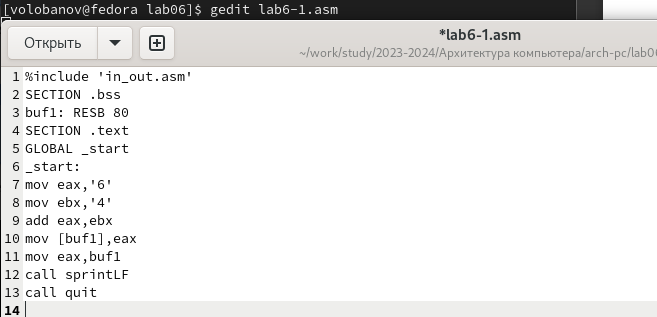 [volobanov@fedora lab06]$ gedit lab6-1.asm
Открыть
*lab6-1.asm
~/work/study/2023-2024/Архитектура компьютера/arch-pc/lab0
1 %include 'in_out.asm'
2 SECTION .bss
3 buf1: RESB 80
4 SECTION .text
5 GLOBAL _start
6 _start:
7 mov eax,'6'
8 mov ebx,'4'
9 add eax,ebx
10 mov [buf1],eax
11 mov eax,buf1
12 call sprintLF
13 call quit
14